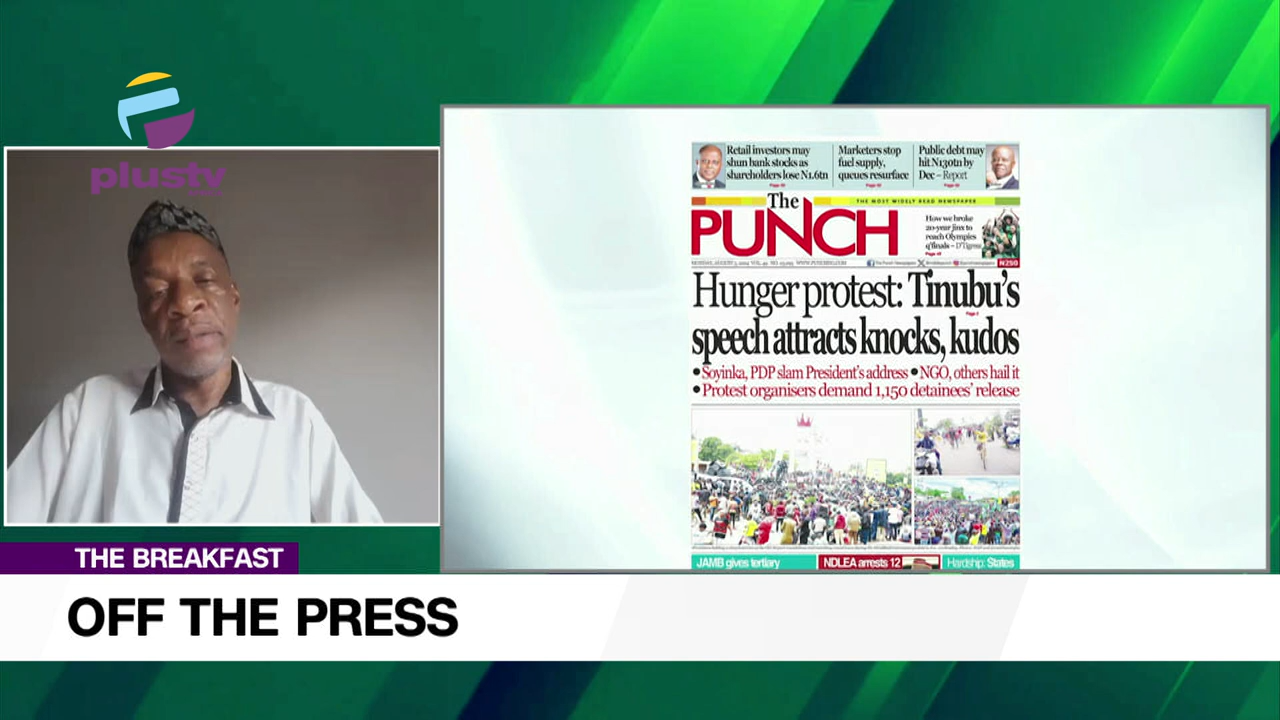 plustv
Retail investors may
shun bank stocks as
shareholders lose N1.6tn
Marketers stop
fuel supply,
queues resurface
Public debt may
hit N130tn by
Dec – Report
The
PUNCH
THE MOST WIDELY READ NEWSPAPER
How we broke
20-year jinx to
reach Olympics
q'finals – D'Tigress
N250
Hunger protest: Tinubu's
speech attracts knocks, kudos
•Soyinka, PDP slam President's address •NGO, others hail it
•Protest organisers demand 1,150 detainees' release
JAMB gives tertiary
NDLEA arrests 12
Hardship: States
THE BREAKFAST
OFF THE PRESS